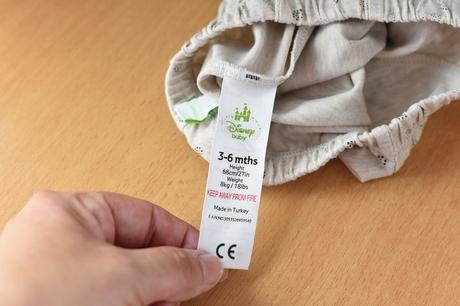 Disney
baby
3-6 mths
Height
68cm/27in
Weight
8kg / 18lbs
KEEP AWAY FROM FIRE
Made in Turkey
CE